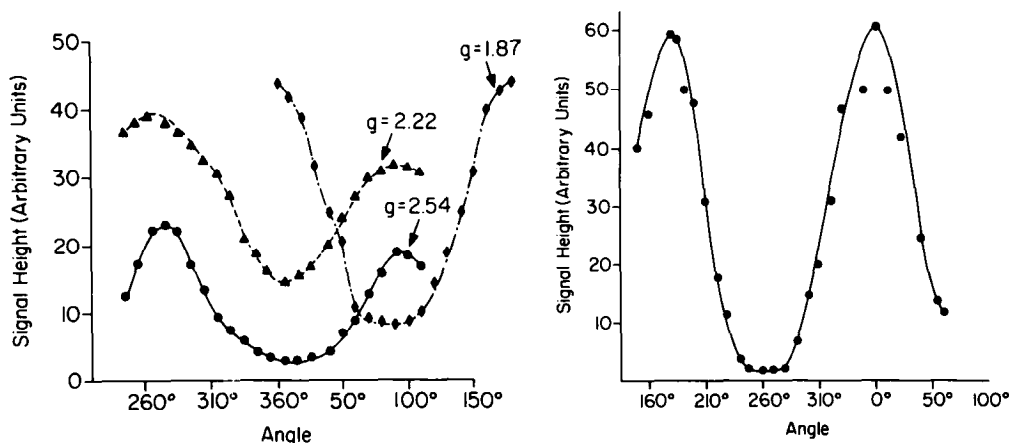 g=1.87
g=2.22
g=2.54
Signal Height (Arbitrary Units)
50
40
30
20
10
0
260° 310° 360° 50° 100° 150°
Angle
Signal Height (Arbitrary Units)
60
50
40
30
20
10
160° 210° 260° 310° 0° 50° 100°
Angle